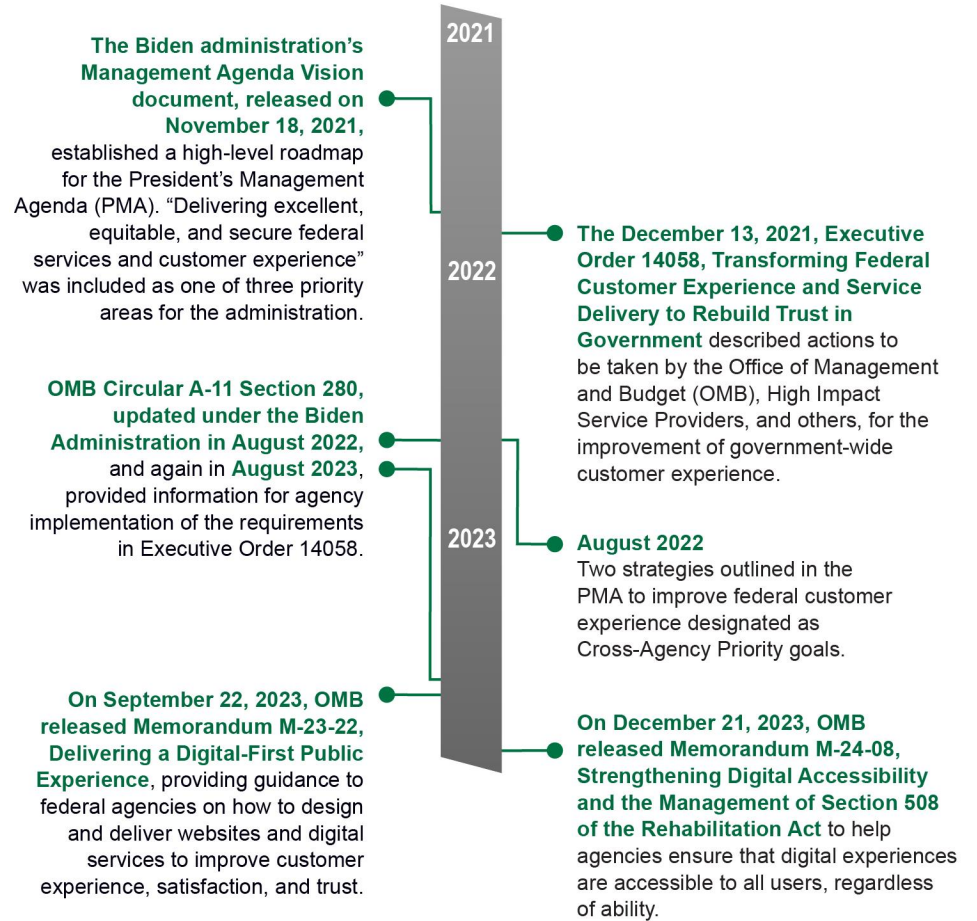 2021
The Biden administration’s
Management Agenda Vision
document, released on
November 18, 2021,
established a high-level roadmap
for the President’s Management
Agenda (PMA). “Delivering excellent,
equitable, and secure federal
services and customer experience”
was included as one of three priority
areas for the administration.
The December 13, 2021, Executive
Order 14058, Transforming Federal
Customer Experience and Service
Delivery to Rebuild Trust in
Government described actions to
be taken by the Office of Management
and Budget (OMB), High Impact
Service Providers, and others, for the
improvement of government-wide
customer experience.
2022
OMB Circular A-11 Section 280,
updated under the Biden
Administration in August 2022,
and again in August 2023,
provided information for agency
implementation of the requirements
in Executive Order 14058.
2023
August 2022
Two strategies outlined in the
PMA to improve federal customer
experience designated as
Cross-Agency Priority goals.
On September 22, 2023, OMB
released Memorandum M-23-22,
Delivering a Digital-First Public
Experience, providing guidance to
federal agencies on how to design
and deliver websites and digital
services to improve customer
experience, satisfaction, and trust.
On December 21, 2023, OMB
released Memorandum M-24-08,
Strengthening Digital Accessibility
and the Management of Section 508
of the Rehabilitation Act to help
agencies ensure that digital experiences
are accessible to all users, regardless
of ability.